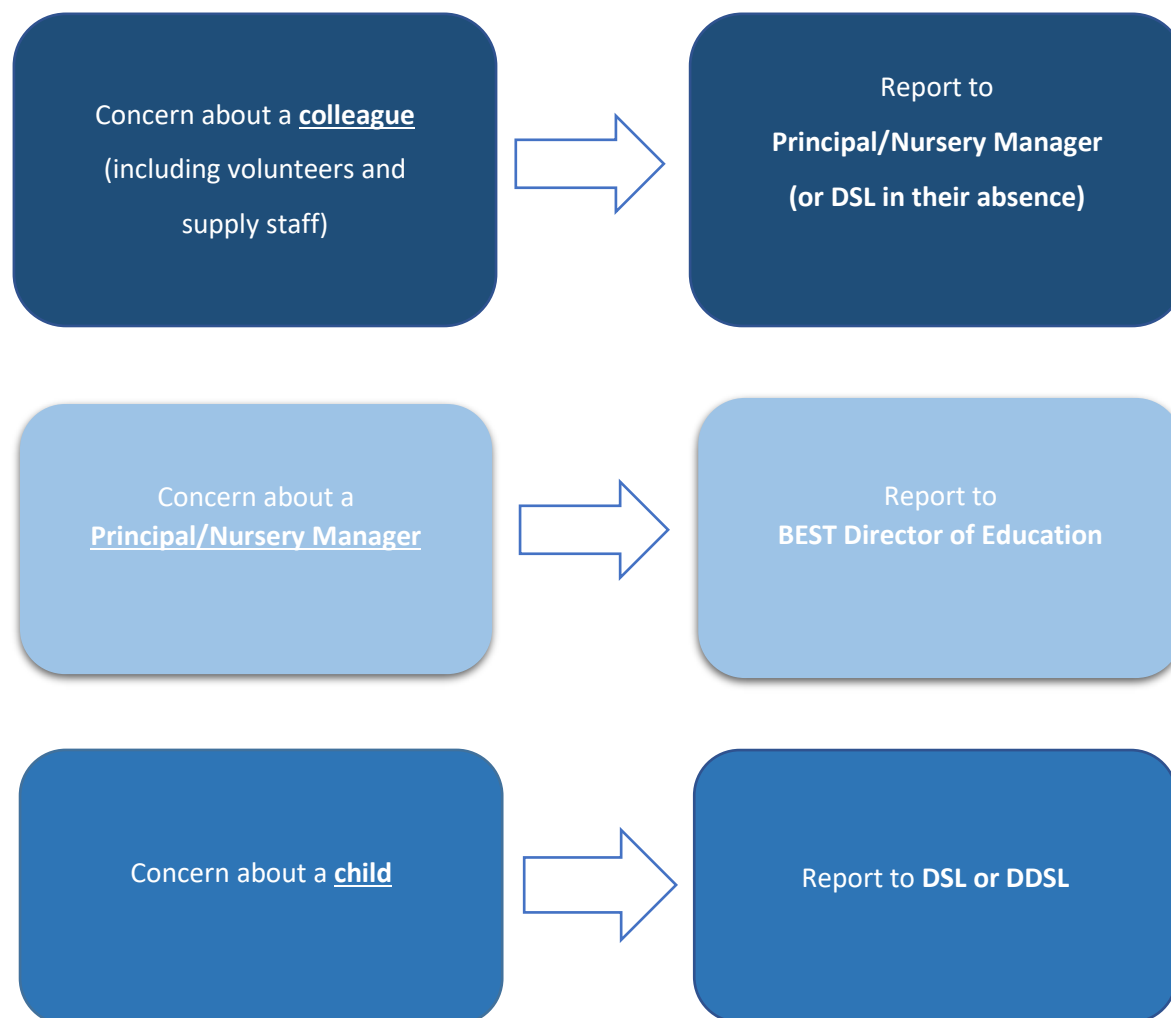 Concern about a colleague
(including volunteers and
supply staff)
Report to
Principal/Nursery Manager
(or DSL in their absence)
Concern about a
Principal/Nursery Manager
Report to
BEST Director of Education
Concern about a child
Report to DSL or DDSL